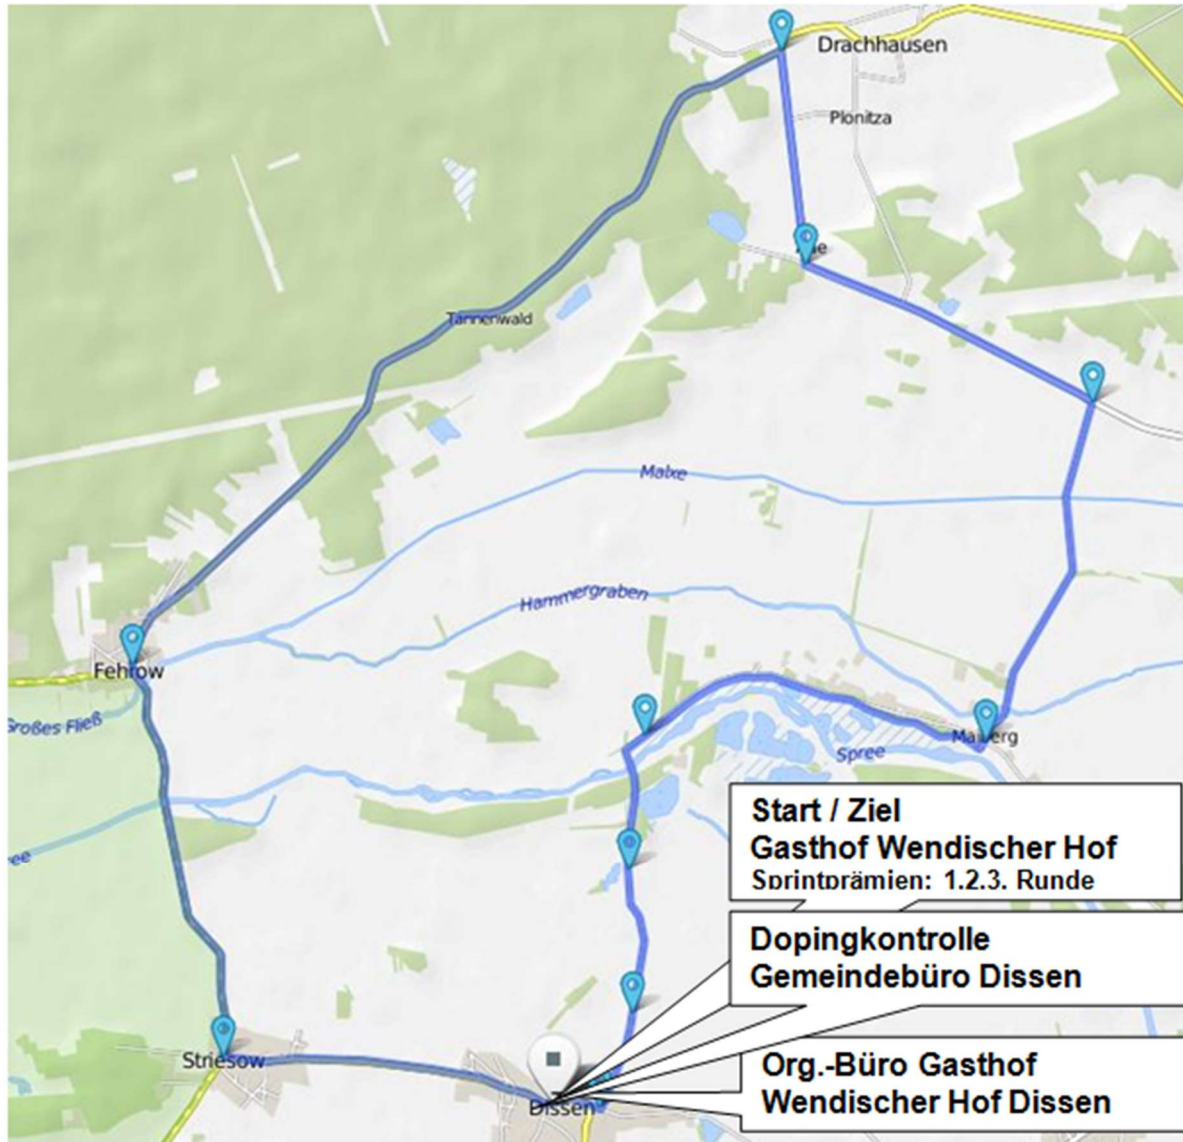 Drachhausen
Plonitza
Tannenwald
Malxe
Hammergraben
Fehrow
Großes Fließ
Spree
Start / Ziel
Gasthof Wendischer Hof
Sprintprämien: 1.2.3. Runde
Dopingkontrolle
Gemeindebüro Dissen
Striesow
Org.-Büro Gasthof
Wendischer Hof Dissen
Dissen